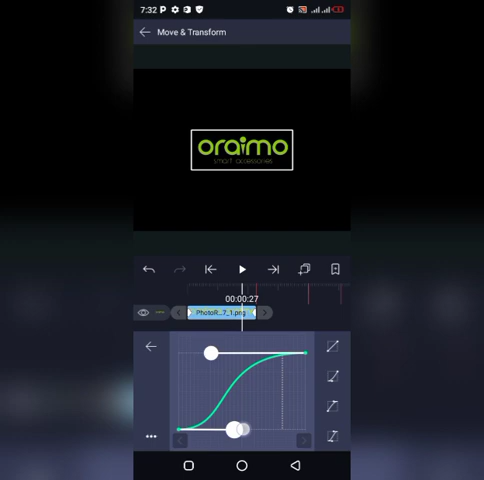 7:32 P
Move & Transform
oraimo
smart accessories
00:00:27
PhotoR...7_1.png